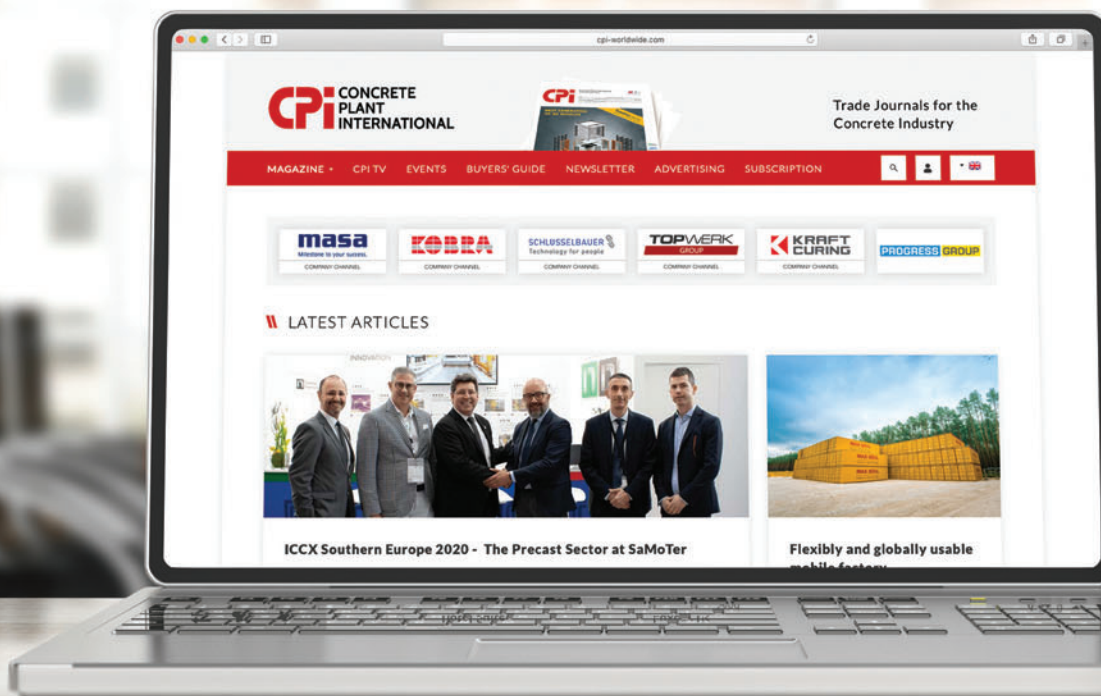 cpi-worldwide.com
CPi CONCRETE
PLANT
INTERNATIONAL
CPi
Trade Journals for the
Concrete Industry
MAGAZINE CPI TV EVENTS BUYERS' GUIDE NEWSLETTER ADVERTISING SUBSCRIPTION
masa
Milestone to your success.
COMPANY CHANNEL
KOBRA
COMPANY CHANNEL
SCHLÜSSELBAUER
Technology for people
COMPANY CHANNEL
TOPWERK
GROUP
COMPANY CHANNEL
KRAFT
CURING
COMPANY CHANNEL
PROGRESS GROUP
LATEST ARTICLES
INNOVATION
ICCX Southern Europe 2020 - The Precast Sector at SaMoTer
Flexibly and globally usable
mobile factory